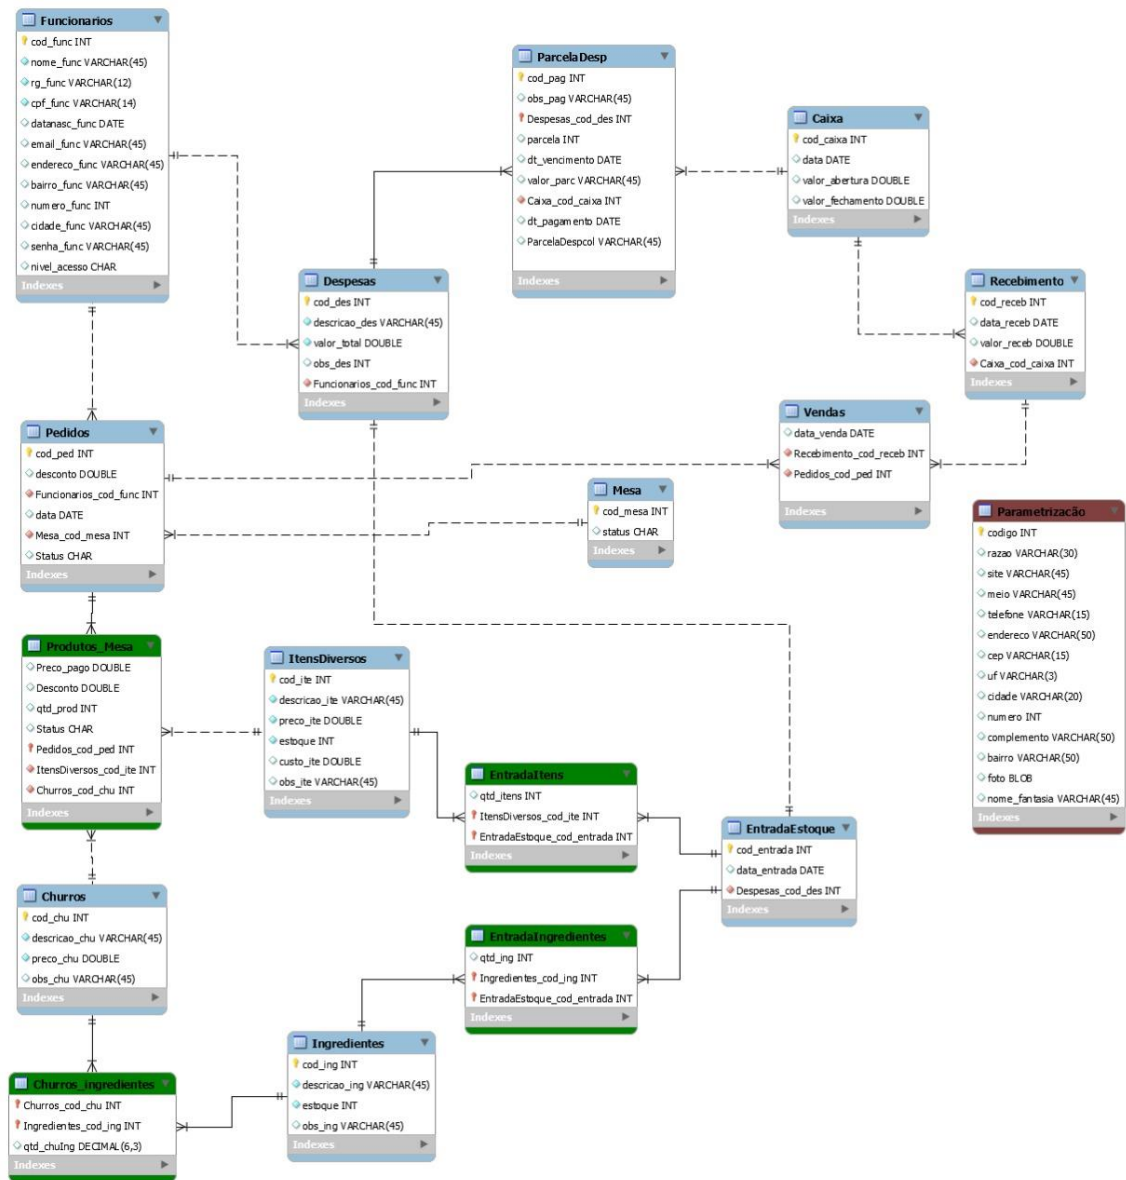 Funcionarios
cod_func INT
nome_func VARCHAR(45)
rg_func VARCHAR(12)
cpf_func VARCHAR(14)
datanasc_func DATE
email_func VARCHAR(45)
endereco_func VARCHAR(45)
bairro_func VARCHAR(45)
numero_func INT
cidade_func VARCHAR(45)
senha_func VARCHAR(45)
nivel_acesso CHAR
Indexes
ParcelaDesp
cod_pag INT
obs_pag VARCHAR(45)
Despesas_cod_des INT
parcela INT
dt_vencimento DATE
valor_parc VARCHAR(45)
Caixa_cod_caixa INT
dt_pagamento DATE
ParcelaDespcol VARCHAR(45)
Indexes
Caixa
cod_caixa INT
data DATE
valor_abertura DOUBLE
valor_fechamento DOUBLE
Indexes
Despesas
cod_des INT
descricao_des VARCHAR(45)
valor_total DOUBLE
obs_des INT
Funcionarios_cod_func INT
Indexes
Recebimento
cod_receb INT
data_receb DATE
valor_receb DOUBLE
Caixa_cod_caixa INT
Indexes
Pedidos
cod_ped INT
desconto DOUBLE
Funcionarios_cod_func INT
data DATE
Mesa_cod_mesa INT
Status CHAR
Indexes
Vendas
data_venda DATE
Recebimento_cod_receb INT
Pedidos_cod_ped INT
Indexes
Mesa
cod_mesa INT
status CHAR
Indexes
Parametrização
codigo INT
razao VARCHAR(30)
site VARCHAR(45)
meio VARCHAR(45)
telefone VARCHAR(15)
endereco VARCHAR(50)
cep VARCHAR(15)
uf VARCHAR(3)
cidade VARCHAR(20)
numero INT
complemento VARCHAR(50)
bairro VARCHAR(50)
foto BLOB
nome_fantasia VARCHAR(45)
Indexes
Produtos_Mesa
Preco_pago DOUBLE
Desconto DOUBLE
qtd_prod INT
Status CHAR
Pedidos_cod_ped INT
ItensDiversos_cod_ite INT
Churros_cod_chu INT
Indexes
ItensDiversos
cod_ite INT
descricao_ite VARCHAR(45)
preco_ite DOUBLE
estoque INT
custo_ite DOUBLE
obs_ite VARCHAR(45)
Indexes
EntradaItens
qtd_itens INT
ItensDiversos_cod_ite INT
EntradaEstoque_cod_entrada INT
Indexes
EntradaEstoque
cod_entrada INT
data_entrada DATE
Despesas_cod_des INT
Indexes
Churros
cod_chu INT
descricao_chu VARCHAR(45)
preco_chu DOUBLE
obs_chu VARCHAR(45)
Indexes
EntradaIngredientes
qtd_ing INT
Ingredientes_cod_ing INT
EntradaEstoque_cod_entrada INT
Indexes
Ingredientes
cod_ing INT
descricao_ing VARCHAR(45)
estoque INT
obs_ing VARCHAR(45)
Indexes
Churros_ingredientes
Churros_cod_chu INT
Ingredientes_cod_ing INT
qtd_chuIng DECIMAL(6,3)
Indexes